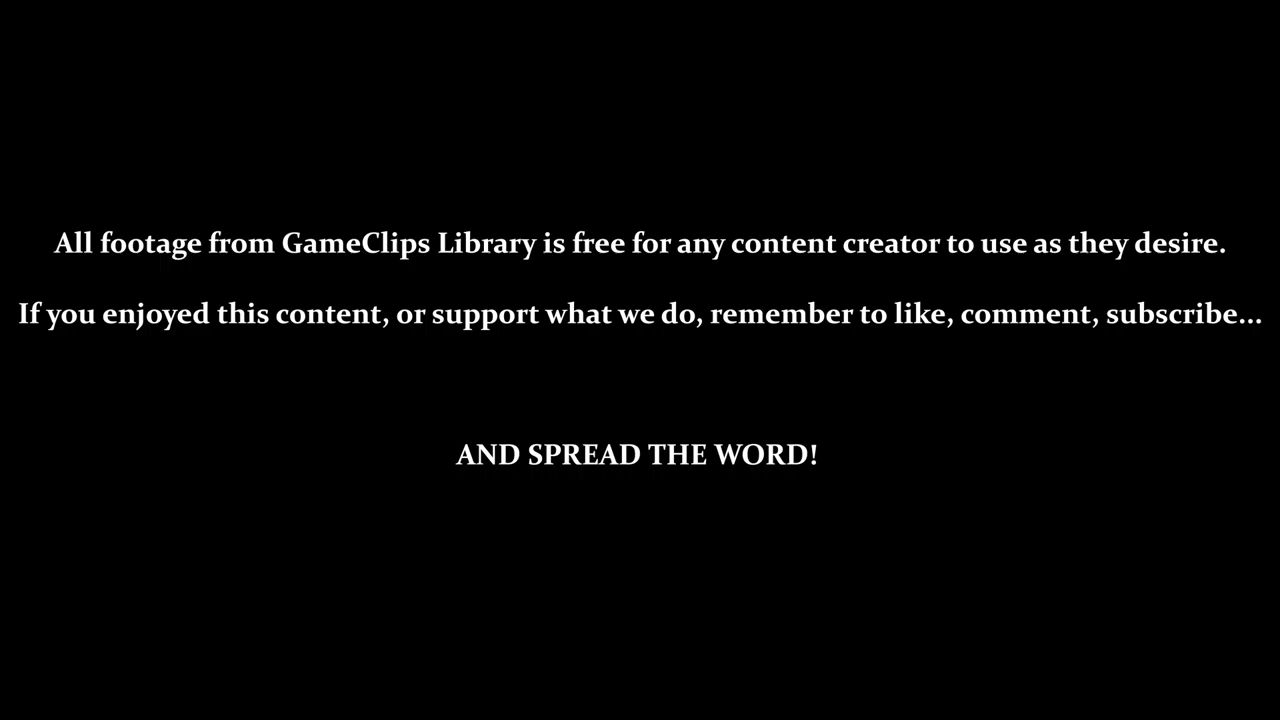 All footage from GameClips Library is free for any content creator to use as they desire.
If you enjoyed this content, or support what we do, remember to like, comment, subscribe...
AND SPREAD THE WORD!